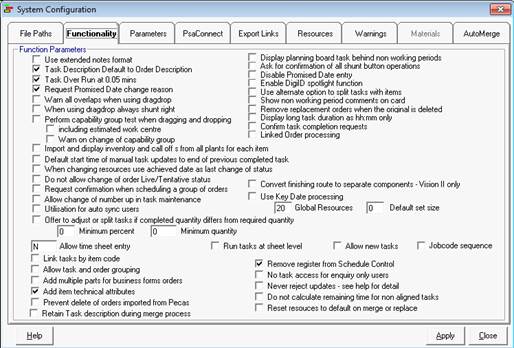 System Configuration
File Paths
Functionality
Parameters
PsaConnect
Export Links
Resources
Warnings
Materials
AutoMerge
Function Parameters
Use extended notes format
Task Description Default to Order Description
Task Over Run at 0.05 mins
Request Promised Date change reason
Warn all overlaps when using dragdrop
When using dragdrop always shunt right
Perform capability group test when dragging and dropping
including estimated work centre
Warn on change of capability group
Import and display inventory and call off s from all plants for each item
Default start time of manual task updates to end of previous completed task
When changing resources use achieved date as last change of status
Do not allow change of order Live/Tentative status
Request confirmation when scheduling a group of orders
Allow change of number up in task maintenance
Utilisation for auto sync users
Offer to adjust or split tasks if completed quantity differs from required quantity
0 Minimum percent 0 Minimum quantity
Display planning board task behind non working periods
Ask for confirmation of all shunt button operations
Disable Promised Date entry
Enable DigiID spotlight function
Use alternate option to split tasks with items
Show non working period comments on card
Remove replacement orders when the original is deleted
Display long task duration as hh:mm only
Confirm task completion requests
Linked Order processing
Convert finishing route to separate components - Vision II only
Use Key Date processing
20 Global Resources 0 Default set size
N Allow time sheet entry Run tasks at sheet level Allow new tasks Jobcode sequence
Link tasks by item code
Allow task and order grouping
Add multiple parts for business forms orders
Add item technical attributes
Prevent delete of orders imported from Pecas
Retain Task description during merge process
Remove register from Schedule Control
No task access for enquiry only users
Never reject updates - see help for detail
Do not calculate remaining time for non aligned tasks
Reset resouces to default on merge or replace
Help
Apply
Close